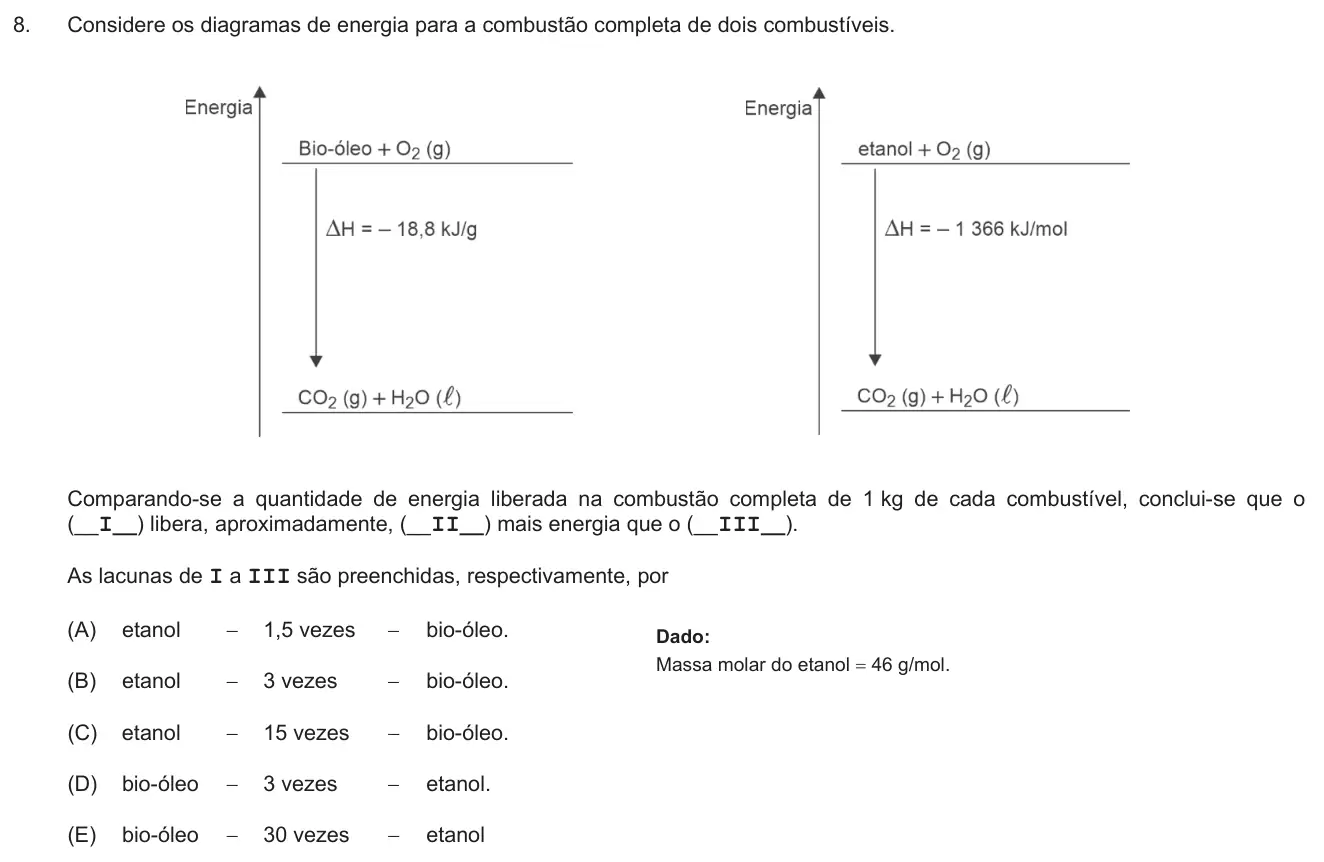 8. Considere os diagramas de energia para a combustão completa de dois combustíveis.
Energia
Bio-óleo + O₂ (g)
ΔH = – 18,8 kJ/g
CO₂ (g) + H₂O (ℓ)
Energia
etanol + O₂ (g)
ΔH = – 1 366 kJ/mol
CO₂ (g) + H₂O (ℓ)
Comparando-se a quantidade de energia liberada na combustão completa de 1 kg de cada combustível, conclui-se que o
(__I__) libera, aproximadamente, (__II__) mais energia que o (__III__).
As lacunas de I a III são preenchidas, respectivamente, por
(A) etanol – 1,5 vezes – bio-óleo.
(B) etanol – 3 vezes – bio-óleo.
(C) etanol – 15 vezes – bio-óleo.
(D) bio-óleo – 3 vezes – etanol.
(E) bio-óleo – 30 vezes – etanol
Dado:
Massa molar do etanol = 46 g/mol.